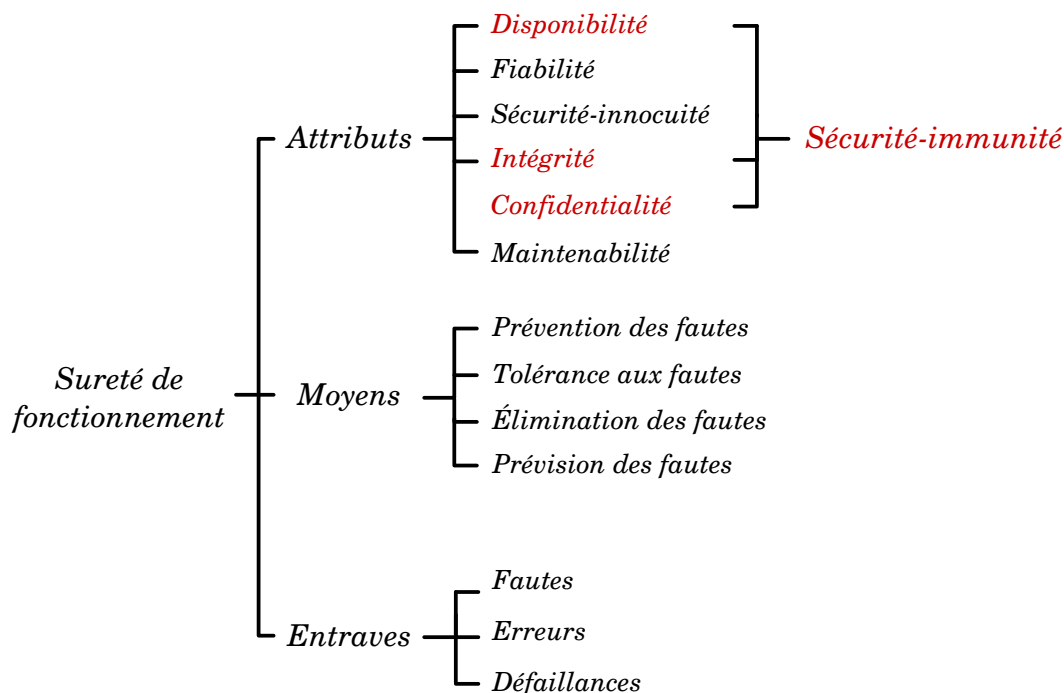 Disponibilité
Fiabilité
Sécurité-innocuité
Attributs
Sécurité-immunité
Intégrité
Confidentialité
Maintenabilité
Prévention des fautes
Sureté de
fonctionnement
Moyens
Tolérance aux fautes
Élimination des fautes
Prévision des fautes
Fautes
Entraves
Erreurs
Défaillances